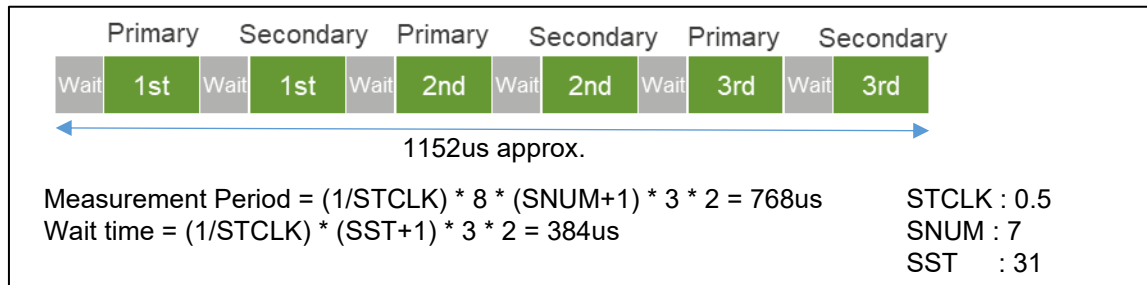 Primary Secondary Primary Secondary Primary Secondary
Wait 1st Wait 1st Wait 2nd Wait 2nd Wait 3rd Wait 3rd
1152us approx.
Measurement Period = (1/STCLK) * 8 * (SNUM+1) * 3 * 2 = 768us STCLK : 0.5
Wait time = (1/STCLK) * (SST+1) * 3 * 2 = 384us SNUM : 7
SST : 31